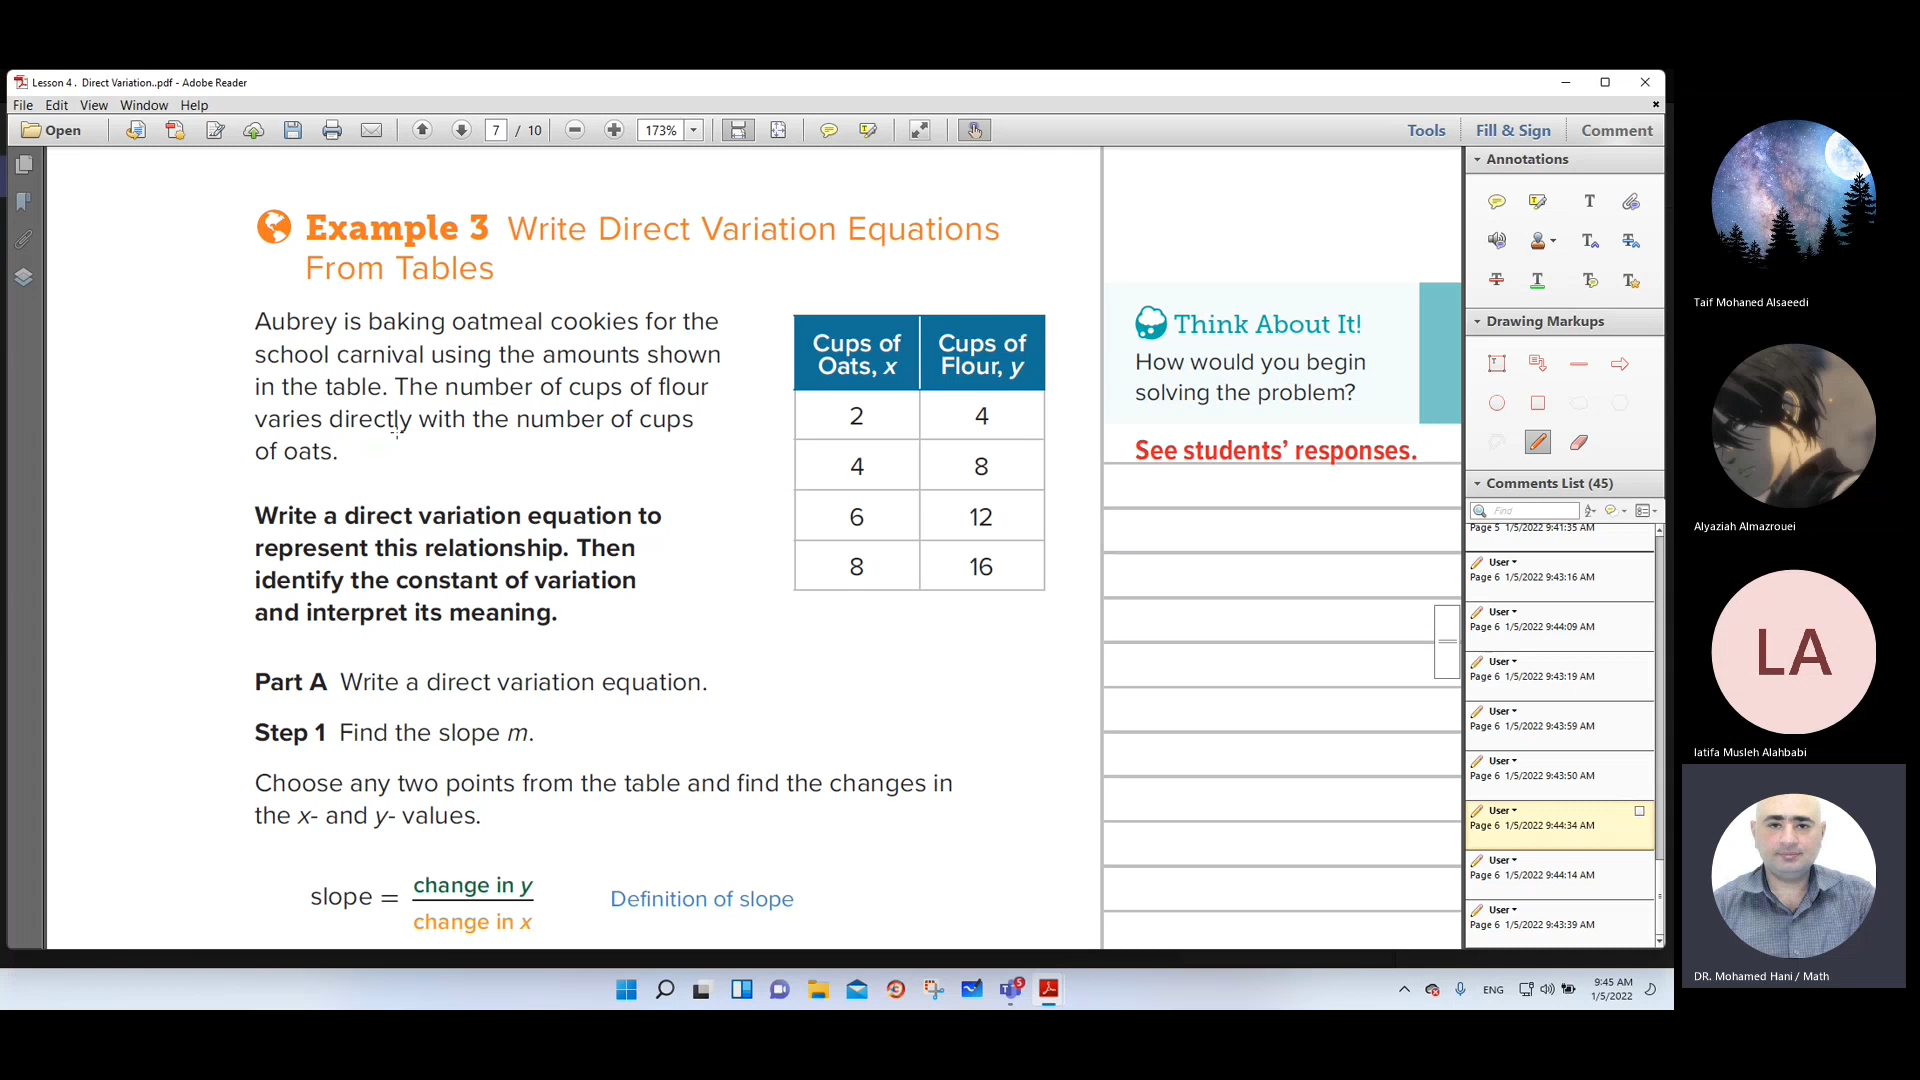 Lesson 4 . Direct Variation..pdf - Adobe Reader
File Edit View Window Help
Open 7 / 10 173% Tools Fill & Sign Comment
Example 3 Write Direct Variation Equations
From Tables
Aubrey is baking oatmeal cookies for the
school carnival using the amounts shown
in the table. The number of cups of flour
varies directly with the number of cups
of oats.
Write a direct variation equation to
represent this relationship. Then
identify the constant of variation
and interpret its meaning.
Cups of Oats, x Cups of Flour, y
2 4
4 8
6 12
8 16
Part A Write a direct variation equation.
Step 1 Find the slope m.
Choose any two points from the table and find the changes in
the x- and y- values.
slope = change in y
change in x
Definition of slope
Think About It!
How would you begin
solving the problem?
See students’ responses.
Annotations
Drawing Markups
Comments List (45)
Find
Page 5 1/5/2022 9:41:35 AM
User
Page 6 1/5/2022 9:43:16 AM
User
Page 6 1/5/2022 9:44:09 AM
User
Page 6 1/5/2022 9:43:19 AM
User
Page 6 1/5/2022 9:43:59 AM
User
Page 6 1/5/2022 9:43:50 AM
User
Page 6 1/5/2022 9:44:34 AM
User
Page 6 1/5/2022 9:44:14 AM
User
Page 6 1/5/2022 9:43:39 AM
Taif Mohaned Alsaeedi
Alyaziah Almazrouei
LA
latifa Musleh Alahbabi
DR. Mohamed Hani / Math
5
ENG
9:45 AM
1/5/2022